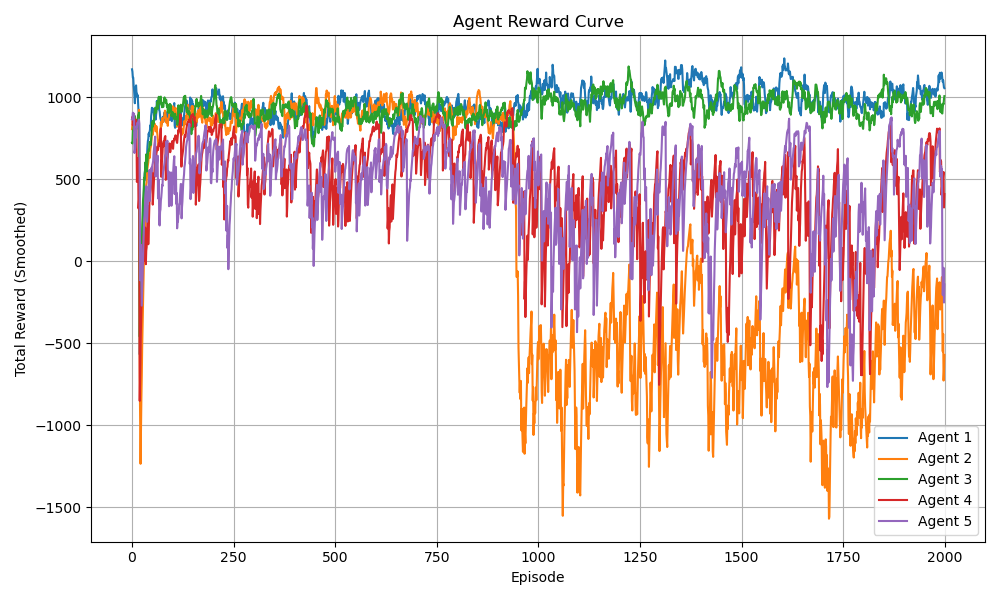 Agent Reward Curve
Total Reward (Smoothed)
1000
500
0
−500
−1000
−1500
0 250 500 750 1000 1250 1500 1750 2000
Episode
Agent 1
Agent 2
Agent 3
Agent 4
Agent 5